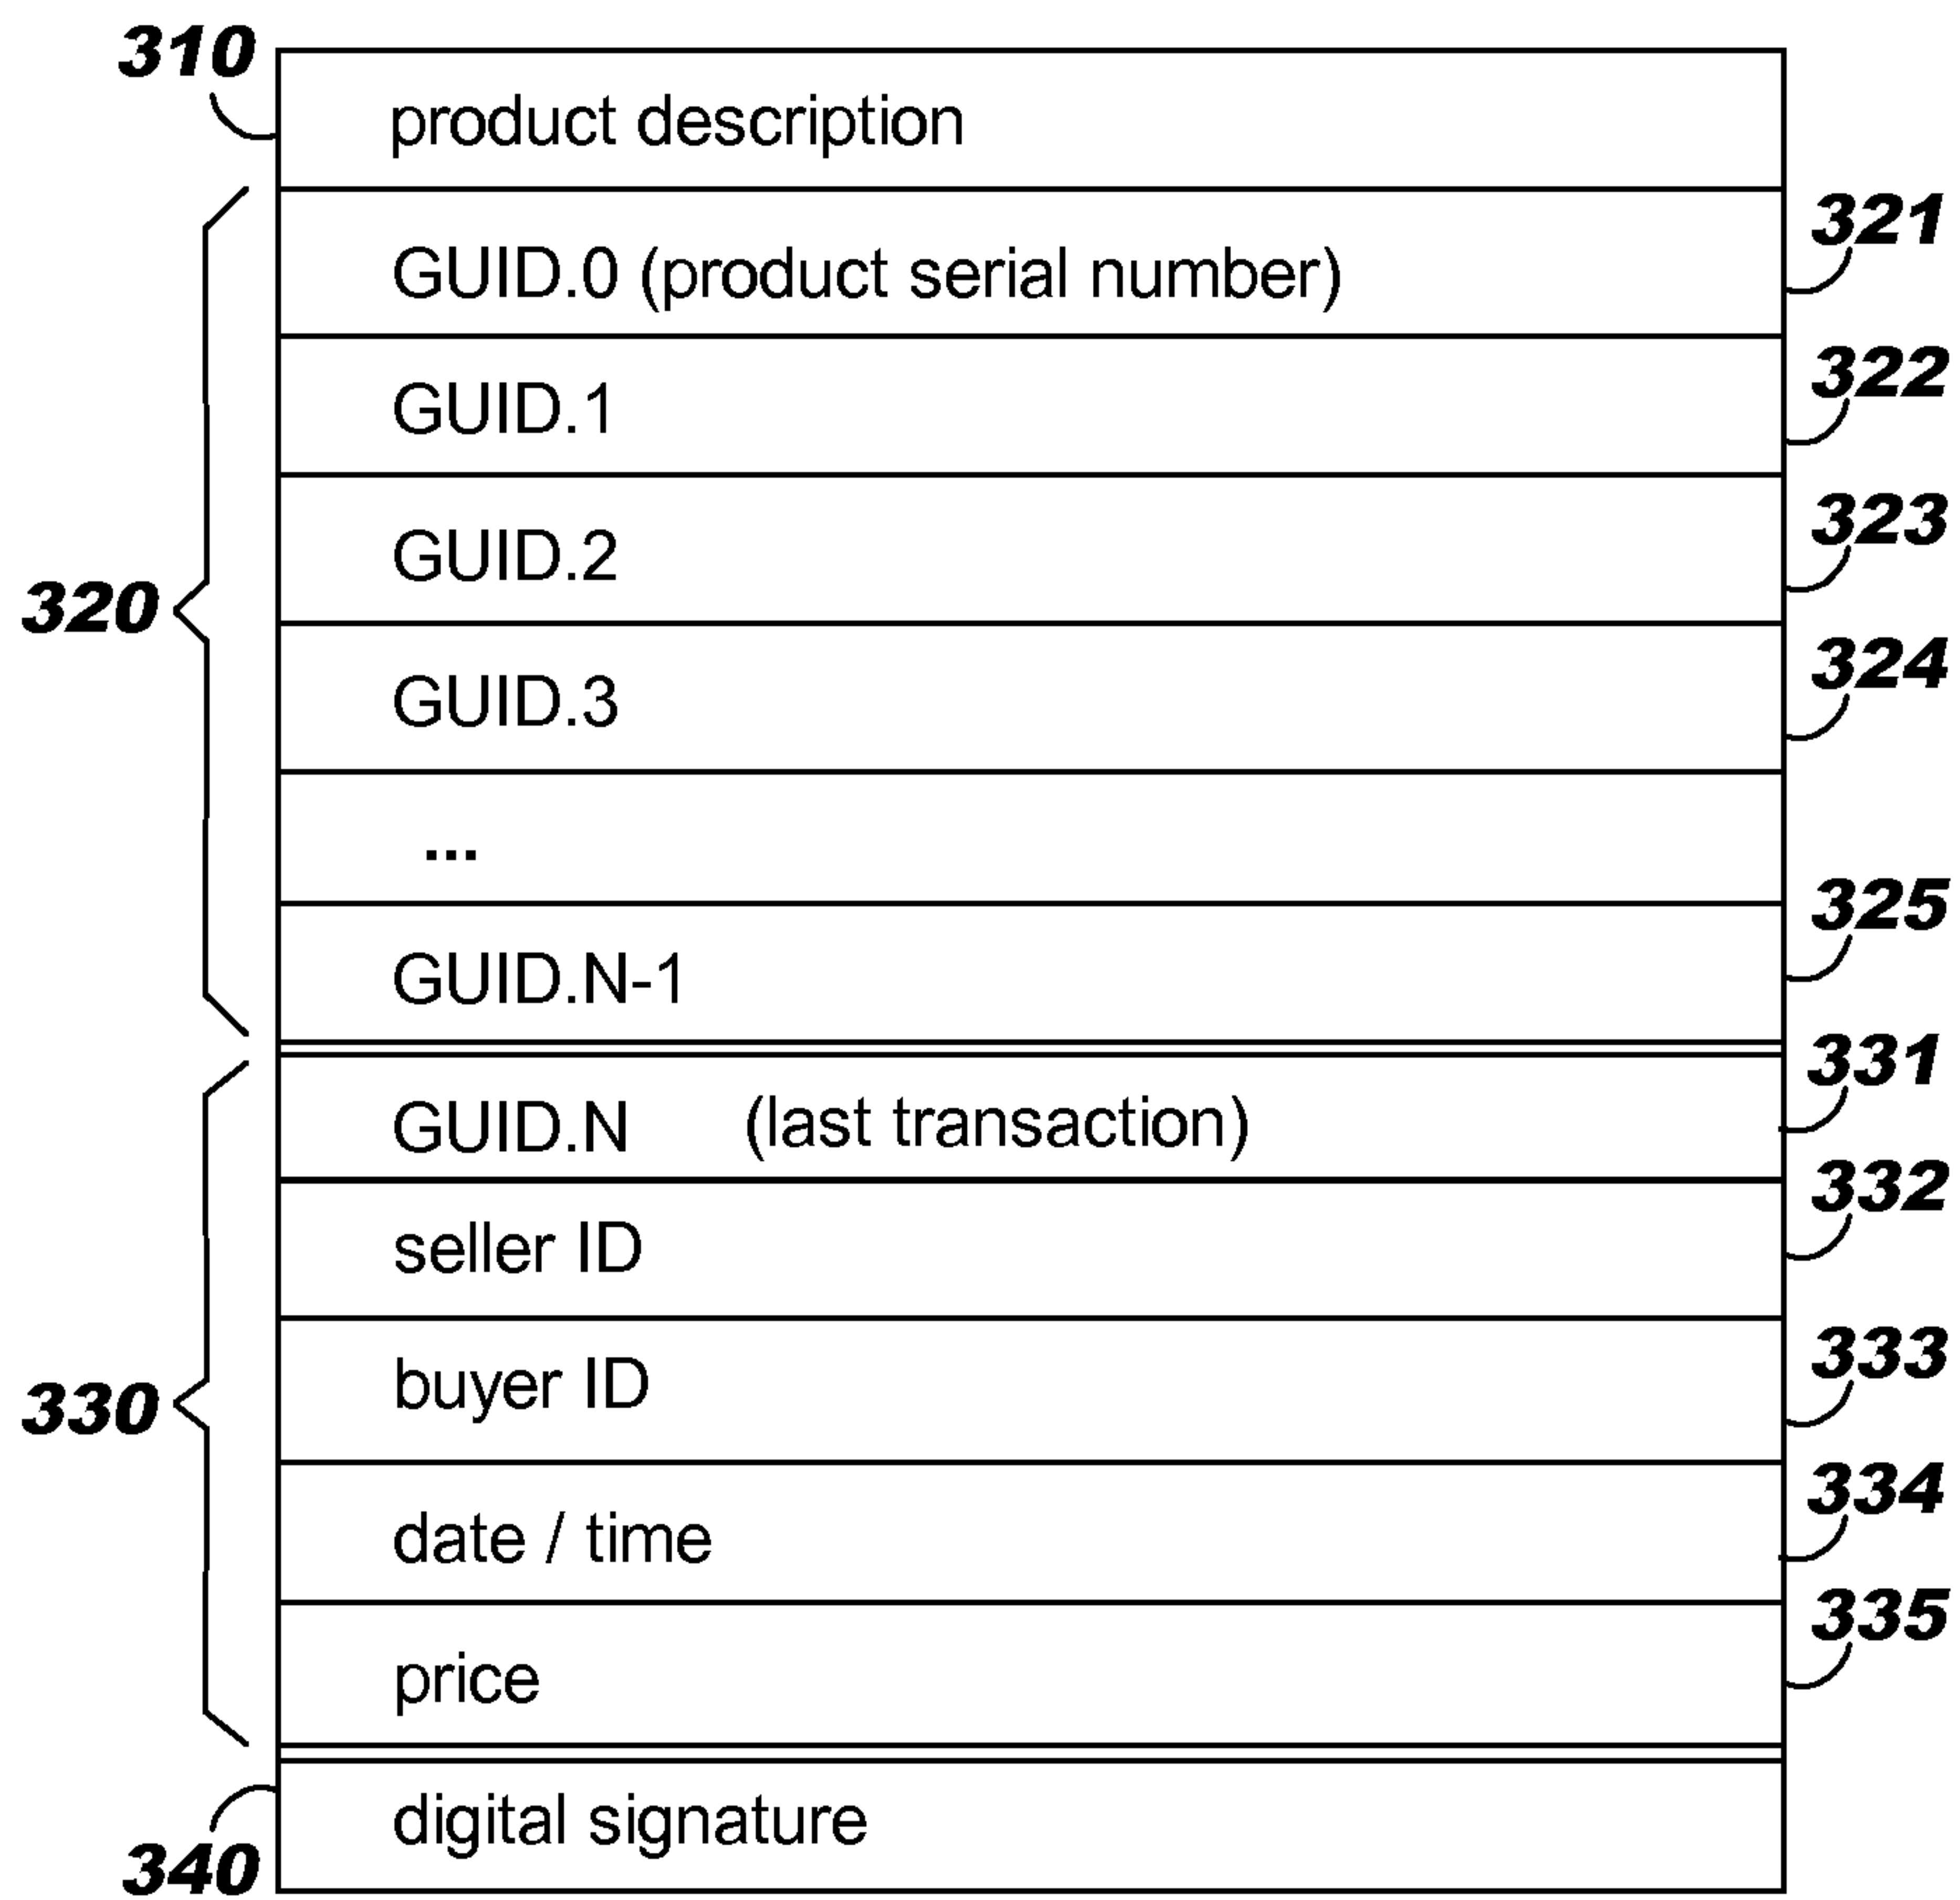 310
product description
321
GUID.0 (product serial number)
322
GUID.1
323
GUID.2
320
324
GUID.3
...
325
GUID.N-1
331
GUID.N (last transaction)
332
seller ID
333
buyer ID
330
334
date / time
335
price
digital signature
340